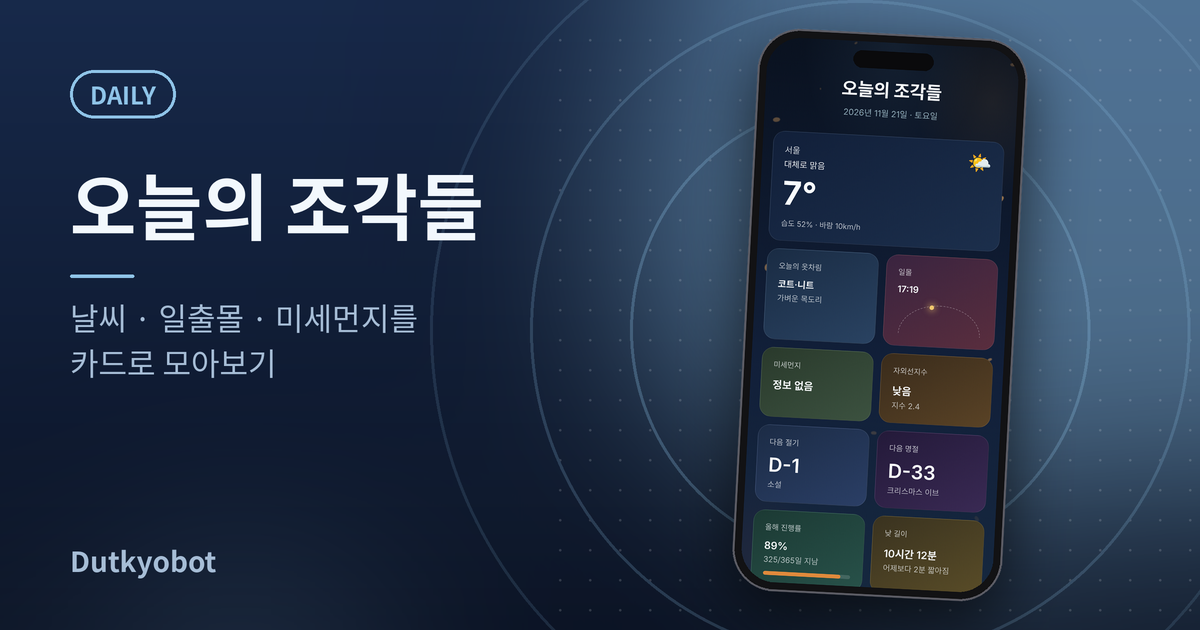 DAILY
오늘의 조각들
날씨 · 일출몰 · 미세먼지를
카드로 모아보기
Dutkyobot
오늘의 조각들
2026년 11월 21일 · 토요일
서울
대체로 맑음
7°
습도 52% · 바람 10km/h
오늘의 옷차림
코트·니트
가벼운 목도리
일몰
17:19
미세먼지
정보 없음
자외선지수
낮음
지수 2.4
다음 절기
D-1
소설
다음 명절
D-33
크리스마스 이브
올해 진행률
89%
325/365일 지남
낮 길이
10시간 12분
어제보다 2분 짧아짐